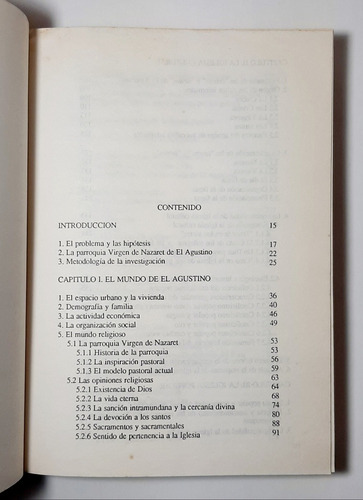 CONTENIDO
INTRODUCCION 15
1. El problema y las hipótesis 17
2. La parroquia Virgen de Nazaret de El Agustino 22
3. Metodología de la investigación 25
CAPITULO I. EL MUNDO DE EL AGUSTINO
1. El espacio urbano y la vivienda 36
2. Demografía y familia 40
3. La actividad económica 46
4. La organización social 49
5. El mundo religioso
5.1 La parroquia Virgen de Nazaret 53
5.1.1 Historia de la parroquia 53
5.1.2 La inspiración pastoral 56
5.1.3 El modelo pastoral actual 59
5.2 Las opiniones religiosas 63
5.2.1 Existencia de Dios 64
5.2.2 La vida eterna 68
5.2.3 La sanción intramundana y la cercanía divina 74
5.2.4 La devoción a los santos 80
5.2.5 Sacramentos y sacramentales 88
5.2.6 Sentido de pertenencia a la Iglesia 91